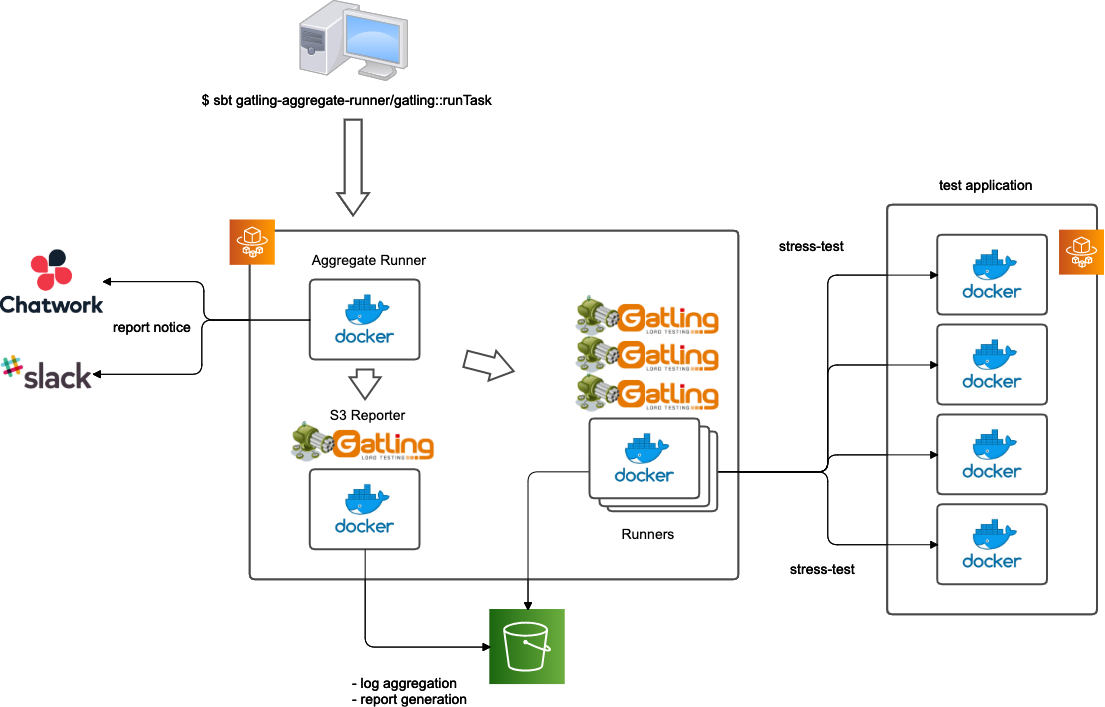 $ sbt gatling-aggregate-runner/gatling::runTask
test application
stress-test
Aggregate Runner
docker
Chatwork
report notice
slack
Gatling
LOAD TESTING
Gatling
LOAD TESTING
Gatling
LOAD TESTING
S3 Reporter
Gatling
LOAD TESTING
docker
docker
Runners
docker
docker
docker
docker
stress-test
- log aggregation
- report generation